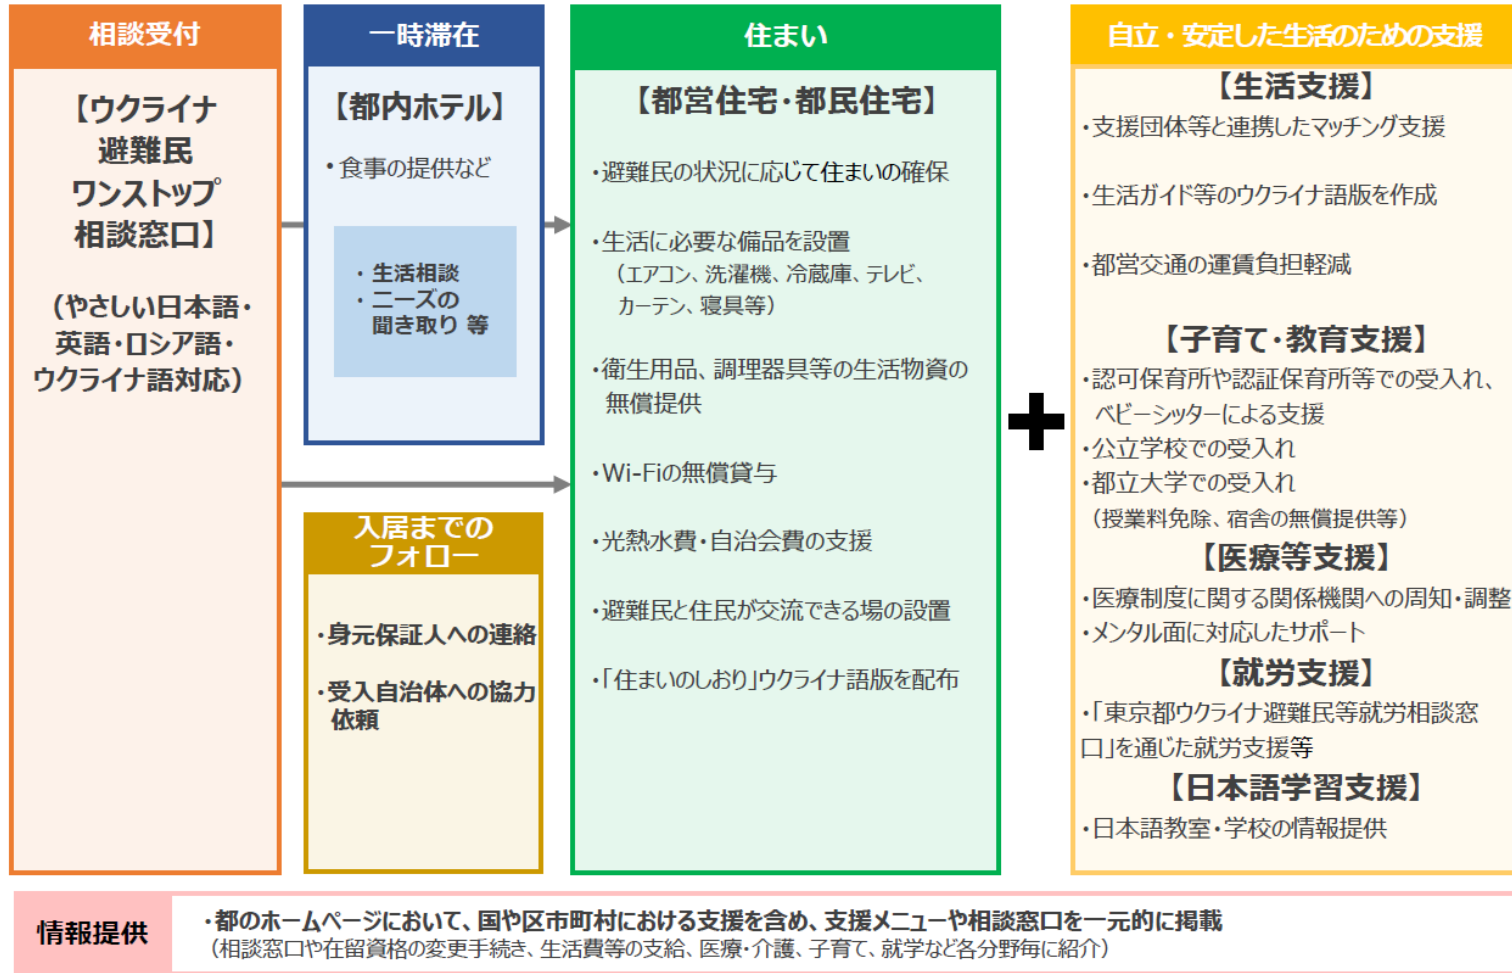 相談受付
【ウクライナ
避難民
ワンストップ
相談窓口】
（やさしい日本語・
英語・ロシア語・
ウクライナ語対応）
一時滞在
【都内ホテル】
・食事の提供など
・生活相談
・ニーズの
聞き取り 等
入居までの
フォロー
・身元保証人への連絡
・受入自治体への協力
依頼
住まい
【都営住宅・都民住宅】
・避難民の状況に応じて住まいの確保
・生活に必要な備品を設置
（エアコン、洗濯機、冷蔵庫、テレビ、
カーテン、寝具等）
・衛生用品、調理器具等の生活物資の
無償提供
・Wi-Fiの無償貸与
・光熱水費・自治会費の支援
・避難民と住民が交流できる場の設置
・「住まいのしおり」ウクライナ語版を配布
自立・安定した生活のための支援
【生活支援】
・支援団体等と連携したマッチング支援
・生活ガイド等のウクライナ語版を作成
・都営交通の運賃負担軽減
【子育て・教育支援】
・認可保育所や認証保育所等での受入れ、
ベビーシッターによる支援
・公立学校での受入れ
・都立大学での受入れ
（授業料免除、宿舎の無償提供等）
【医療等支援】
・医療制度に関する関係機関への周知・調整
・メンタル面に対応したサポート
【就労支援】
・「東京都ウクライナ避難民等就労相談窓
口」を通じた就労支援等
【日本語学習支援】
・日本語教室・学校の情報提供
情報提供
・都のホームページにおいて、国や区市町村における支援を含め、支援メニューや相談窓口を一元的に掲載
（相談窓口や在留資格の変更手続き、生活費等の支給、医療・介護、子育て、就学など各分野毎に紹介）